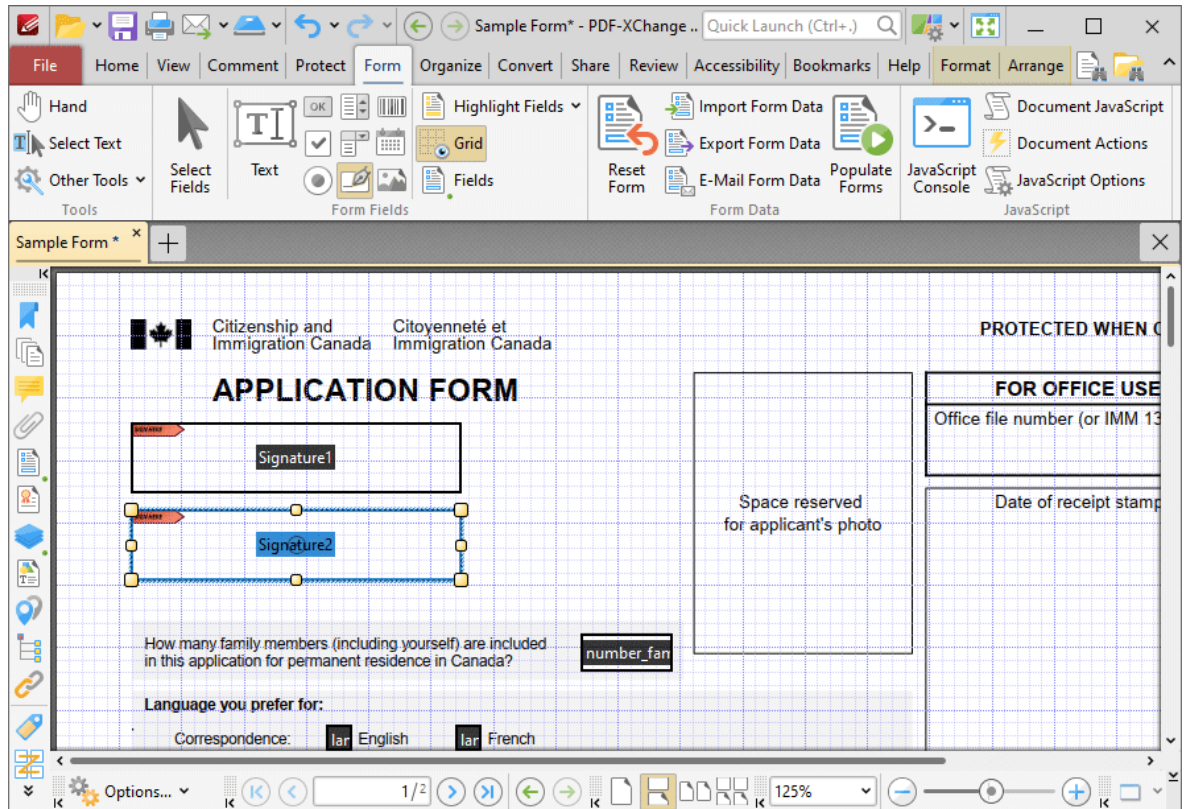 Sample Form* - PDF-XChange ..
Quick Launch (Ctrl+.)
File
Home
View
Comment
Protect
Form
Organize
Convert
Share
Review
Accessibility
Bookmarks
Help
Format
Arrange
Hand
Select Text
Other Tools
Tools
Select
Fields
Text
OK
Highlight Fields
Grid
Fields
Form Fields
Reset
Form
Import Form Data
Export Form Data
E-Mail Form Data
Populate
Forms
Form Data
JavaScript
Console
Document JavaScript
Document Actions
JavaScript Options
JavaScript
Sample Form *
Citizenship and
Immigration Canada
Citoyenneté et
Immigration Canada
PROTECTED WHEN
APPLICATION FORM
FOR OFFICE USE
Office file number (or IMM 13
Signature1
Signature2
Space reserved
for applicant's photo
Date of receipt stamp
How many family members (including yourself) are included
in this application for permanent residence in Canada?
number_fam
Language you prefer for:
Correspondence:
lar
English
lar
French
Options...
1/2
125%